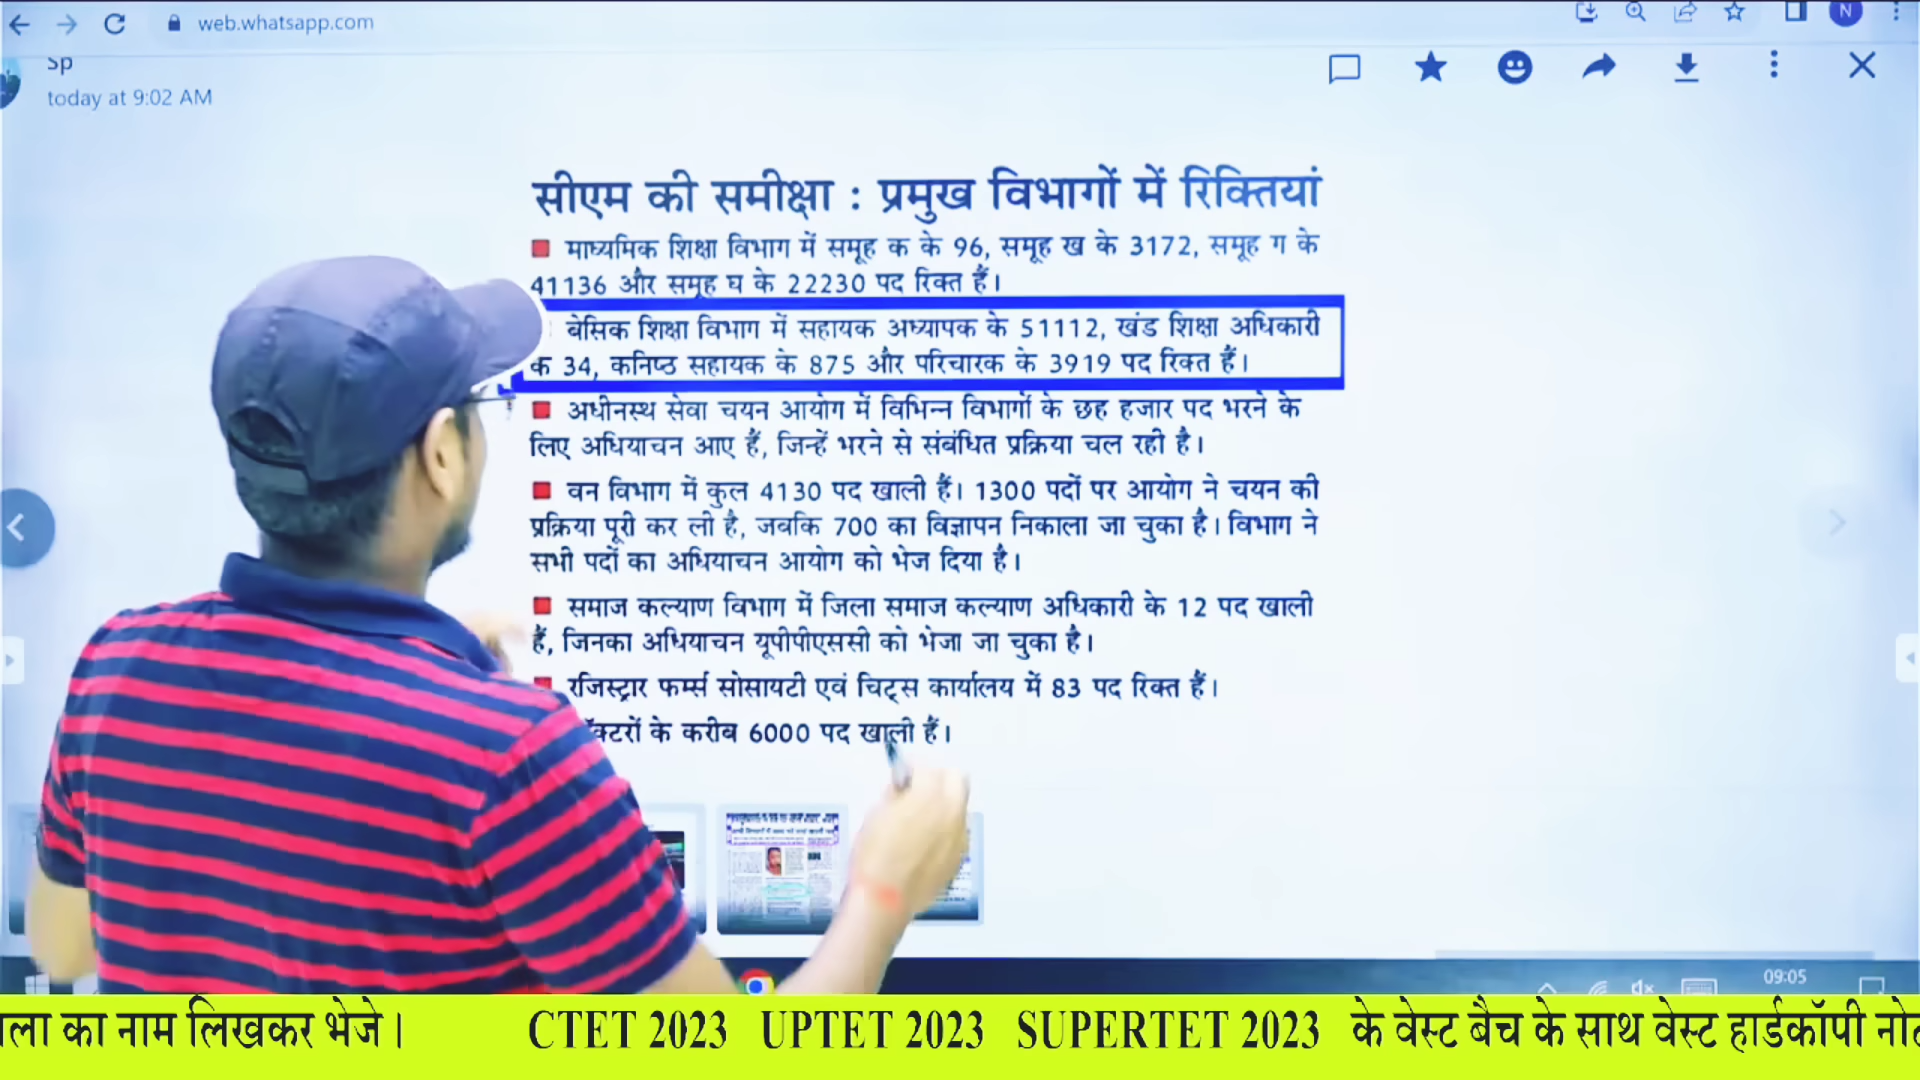 web.whatsapp.com
N
Sp
today at 9:02 AM
सीएम की समीक्षा : प्रमुख विभागों में रिक्तियां
माध्यमिक शिक्षा विभाग में समूह क के 96, समूह ख के 3172, समूह ग के
41136 और समूह घ के 22230 पद रिक्त हैं।
बेसिक शिक्षा विभाग में सहायक अध्यापक के 51112, खंड शिक्षा अधिकारी
के 34, कनिष्ठ सहायक के 875 और परिचारक के 3919 पद रिक्त हैं।
अधीनस्थ सेवा चयन आयोग में विभिन्न विभागों के छह हजार पद भरने के
लिए अधियाचन आए हैं, जिन्हें भरने से संबंधित प्रक्रिया चल रही है।
वन विभाग में कुल 4130 पद खाली हैं। 1300 पदों पर आयोग ने चयन की
प्रक्रिया पूरी कर ली है, जबकि 700 का विज्ञापन निकाला जा चुका है। विभाग ने
सभी पदों का अधियाचन आयोग को भेज दिया है।
समाज कल्याण विभाग में जिला समाज कल्याण अधिकारी के 12 पद खाली
हैं, जिनका अधियाचन यूपीपीएससी को भेजा जा चुका है।
रजिस्ट्रार फर्म्स सोसायटी एवं चिट्स कार्यालय में 83 पद रिक्त हैं।
क्टरों के करीब 6000 पद खाली हैं।
09:05
ला का नाम लिखकर भेजे। CTET 2023 UPTET 2023 SUPERTET 2023 के वेस्ट बैच के साथ वेस्ट हार्डकॉपी नो